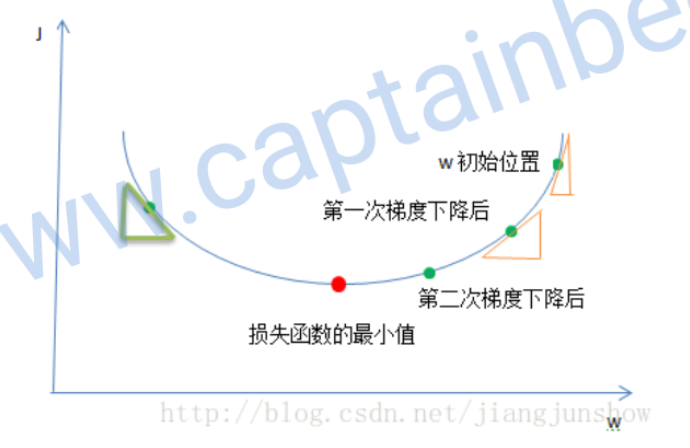 J
ww.captainbe
w初始位置
第一次梯度下降后
第二次梯度下降后
损失函数的最小值
http://blog.csdn.net/jiangjunshow
w